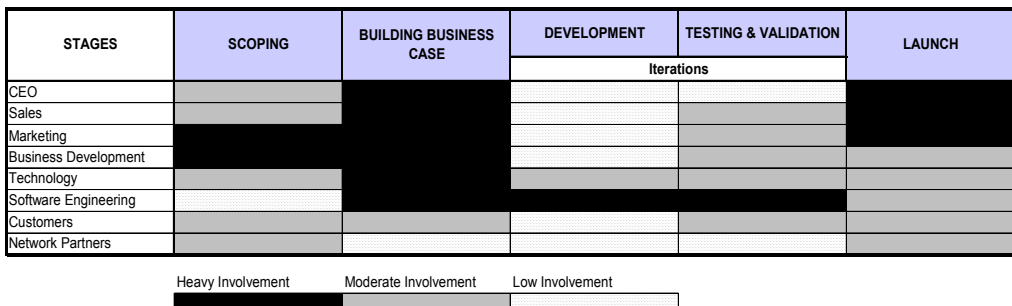 STAGES SCOPING BUILDING BUSINESS CASE DEVELOPMENT TESTING & VALIDATION LAUNCH
Iterations
CEO
Sales
Marketing
Business Development
Technology
Software Engineering
Customers
Network Partners
Heavy Involvement Moderate Involvement Low Involvement